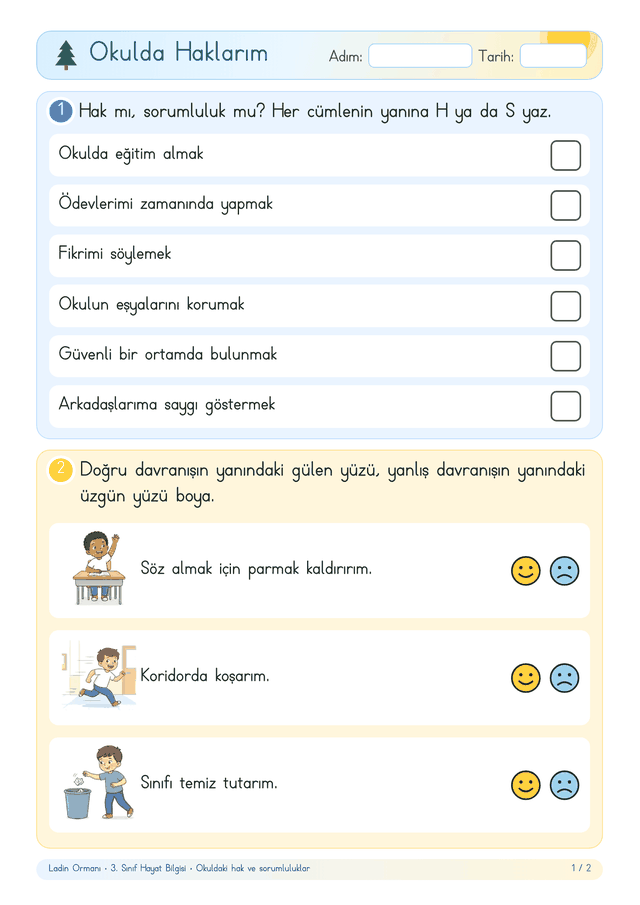 Okulda Haklarım
Adım:
Tarih:
1 Hak mı, sorumluluk mu? Her cümlenin yanına H ya da S yaz.
Okulda eğitim almak
Ödevlerimi zamanında yapmak
Fikrimi söylemek
Okulun eşyalarını korumak
Güvenli bir ortamda bulunmak
Arkadaşlarıma saygı göstermek
2 Doğru davranışın yanındaki gülen yüzü, yanlış davranışın yanındaki
üzgün yüzü boya.
Söz almak için parmak kaldırırım.
Koridorda koşarım.
Sınıfı temiz tutarım.
Ladin Ormanı • 3. Sınıf Hayat Bilgisi • Okuldaki hak ve sorumluluklar
1 / 2